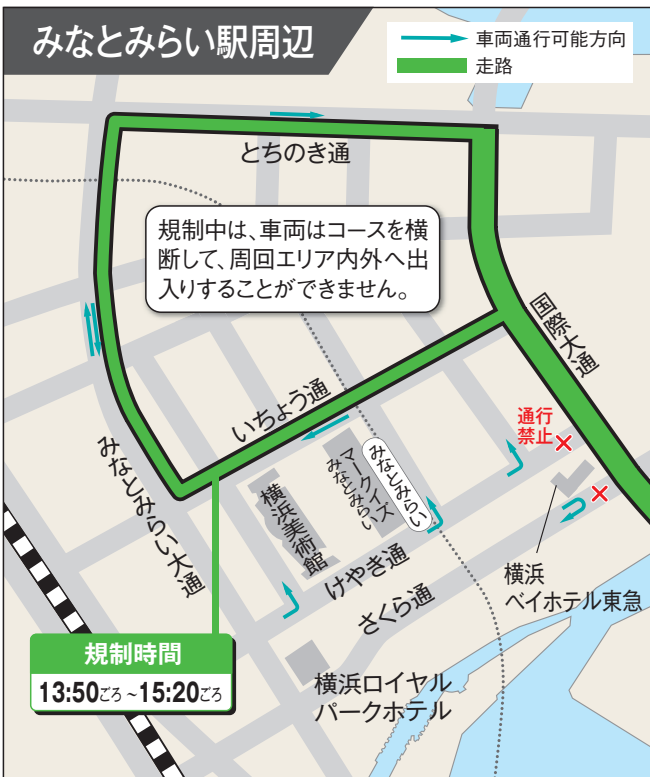 みなとみらい駅周辺
車両通行可能方向
走路
とちのき通
規制中は、車両はコースを横
断して、周回エリア内外へ出
入りすることができません。
国際大通
いちょう通
通行
禁止
みなとみらい大通
横浜美術館
マークイズ
みなとみらい
みなとみらい
けやき通
さくら通
横浜
ベイホテル東急
規制時間
13:50ごろ~15:20ごろ
横浜ロイヤル
パークホテル